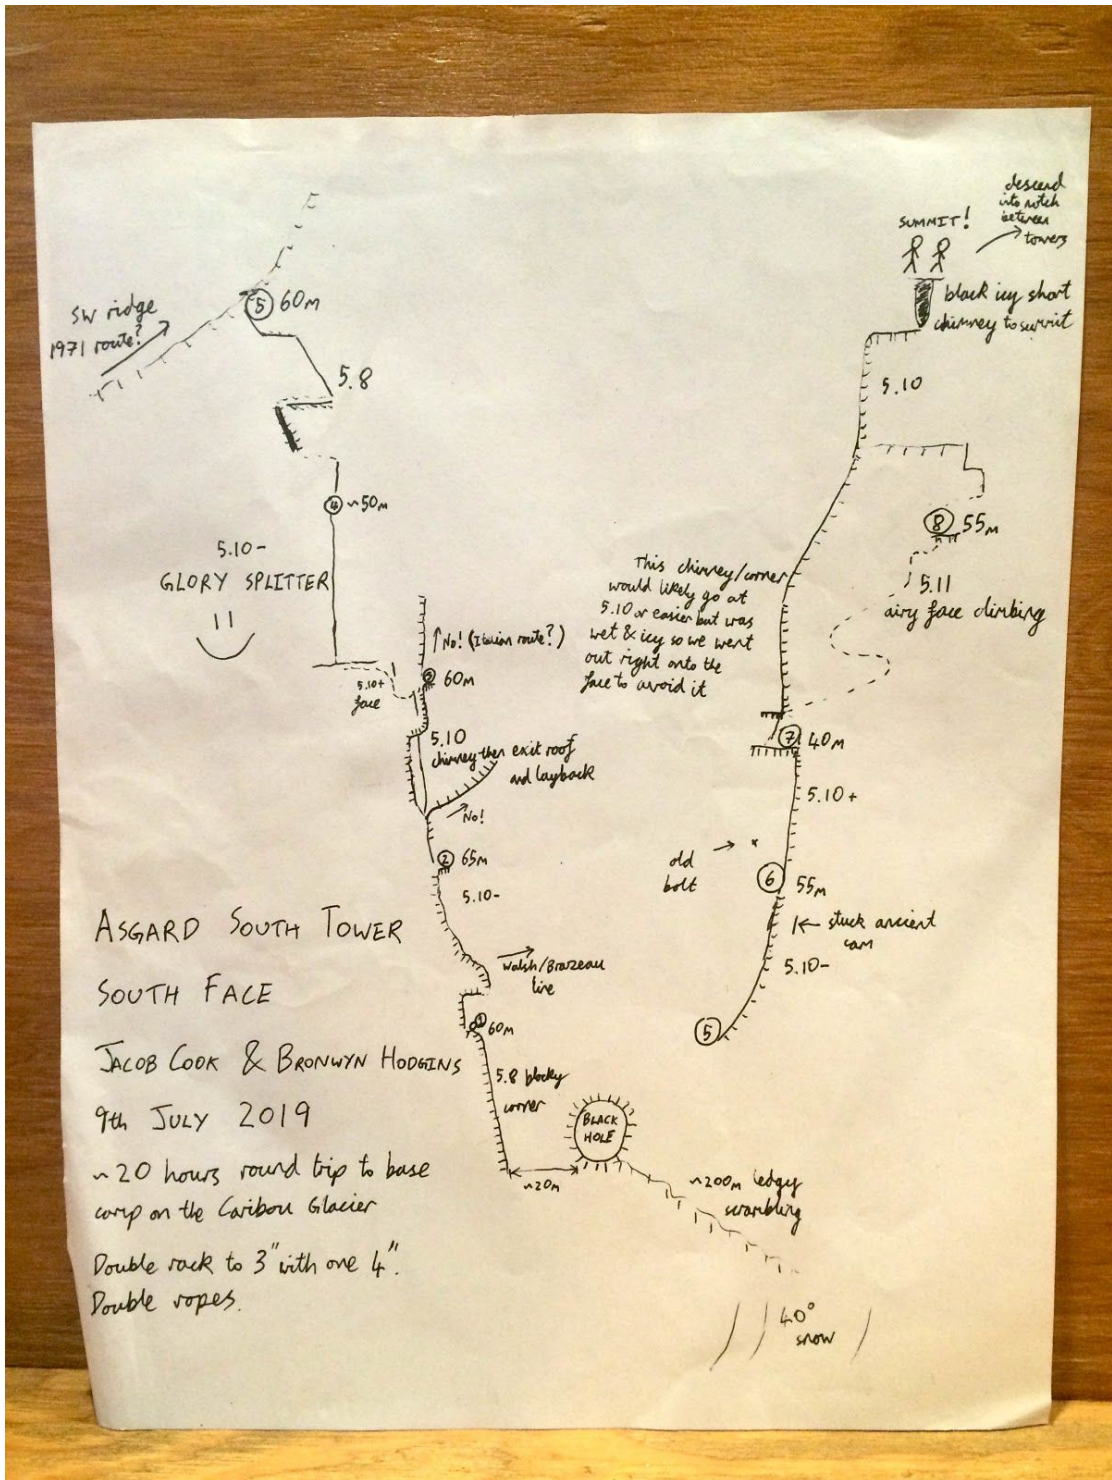 SW ridge
1971 route?
⑤ 60m
5.8
④ ~50m
5.10-
GLORY SPLITTER
↑ No! (Italian route?)
③ 60m
5.10+
face
5.10
chimney then exit roof
and layback
→ No!
② 65m
5.10-
→
Walsh/Brazeau
line
① 60m
5.8 blocky
corner
BLACK
HOLE
~20m
~200m ledgy
scrambling
40°
snow
ASGARD SOUTH TOWER
SOUTH FACE
JACOB COOK & BRONWYN HODGINS
9th JULY 2019
~20 hours round trip to base
camp on the Caribou Glacier
Double rack to 3" with one 4".
Double ropes.
descend
into notch
between
towers
SUMMIT!
black icy short
chimney to summit
5.10
⑧ 55m
5.11
airy face climbing
This chimney/corner
would likely go at
5.10 or easier but was
wet & icy so we went
out right onto the
face to avoid it
⑦ 40m
5.10+
old
bolt
⑥ 55m
← stuck ancient
cam
5.10-
⑤